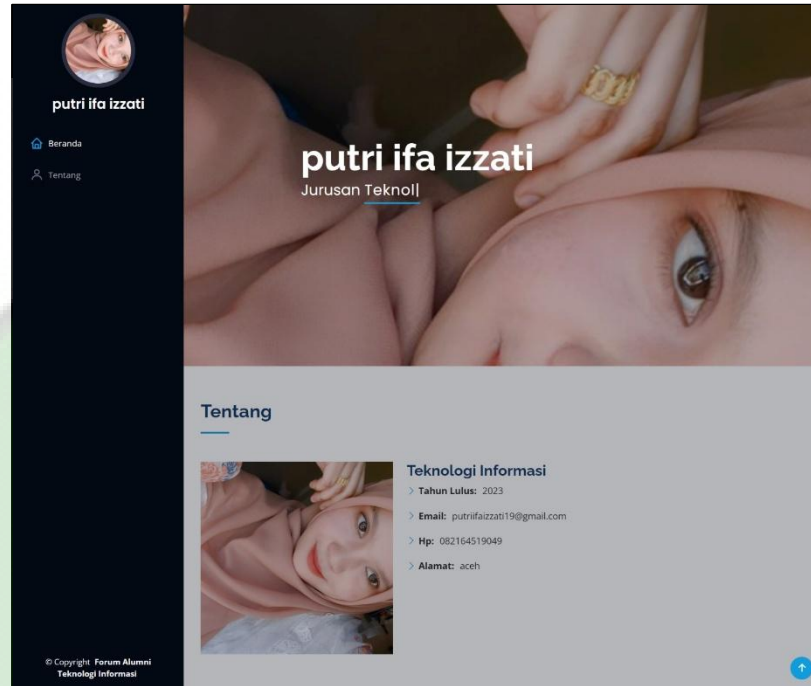 putri ifa izzati
Beranda
Tentang
© Copyright Forum Alumni
Teknologi Informasi
putri ifa izzati
Jurusan Teknol|
Tentang
Teknologi Informasi
Tahun Lulus: 2023
Email: putriifaizzati19@gmail.com
Hp: 082164519049
Alamat: aceh